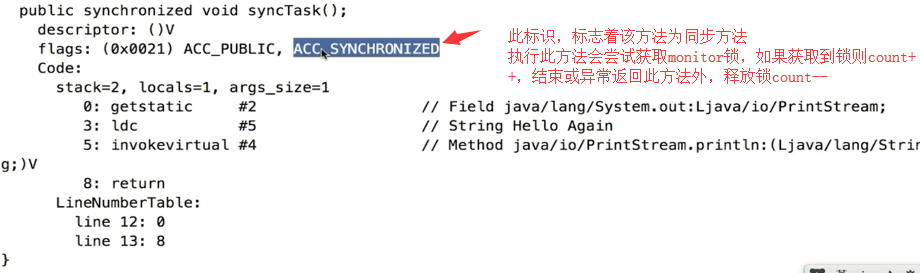 public synchronized void syncTask();
descriptor: ()V
flags: (0x0021) ACC_PUBLIC, ACC_SYNCHRONIZED
此标识，标志着该方法为同步方法
执行此方法会尝试获取monitor锁，如果获取到锁则count+
+，结束或异常返回此方法外，释放锁count--
Code:
stack=2, locals=1, args_size=1
0: getstatic #2 // Field java/lang/System.out:Ljava/io/PrintStream;
3: ldc #5 // String Hello Again
5: invokevirtual #4 // Method java/io/PrintStream.println:(Ljava/lang/Strin
g;)V
8: return
LineNumberTable:
line 12: 0
line 13: 8
}